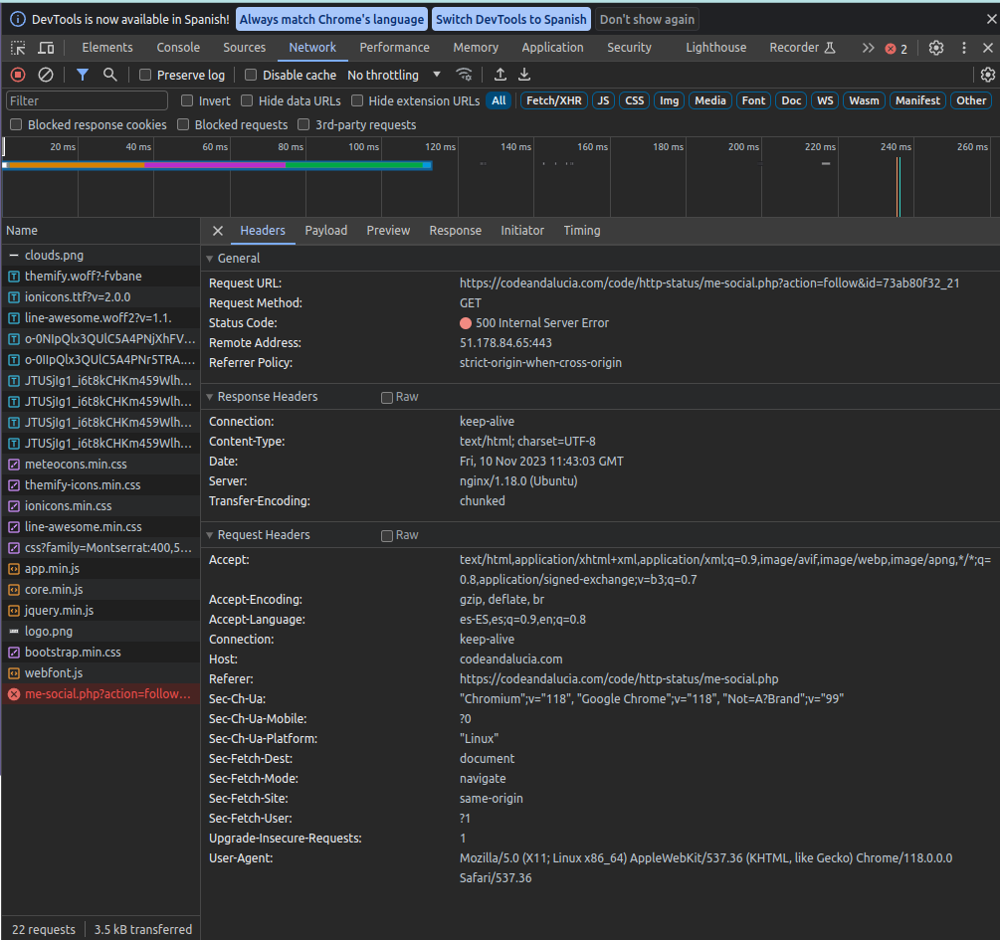 DevTools is now available in Spanish! Always match Chrome's language Switch DevTools to Spanish Don't show again
Elements Console Sources Network Performance Memory Application Security Lighthouse Recorder 2
Preserve log Disable cache No throttling
Filter Invert Hide data URLs Hide extension URLs All Fetch/XHR JS CSS Img Media Font Doc WS Wasm Manifest Other
Blocked response cookies Blocked requests 3rd-party requests
20 ms 40 ms 60 ms 80 ms 100 ms 120 ms 140 ms 160 ms 180 ms 200 ms 220 ms 240 ms 260 ms
Name
clouds.png
themify.woff?-fvbane
ionicons.ttf?v=2.0.0
line-awesome.woff2?v=1.1.
o-0NIpQlx3QUlC5A4PNjXhFV...
o-0IIpQlx3QUlC5A4PNr5TRA....
JTUSjIg1_i6t8kCHKm459Wlh...
JTUSjIg1_i6t8kCHKm459Wlh...
JTUSjIg1_i6t8kCHKm459Wlh...
JTUSjIg1_i6t8kCHKm459Wlh...
meteocons.min.css
themify-icons.min.css
ionicons.min.css
line-awesome.min.css
css?family=Montserrat:400,5...
app.min.js
core.min.js
jquery.min.js
logo.png
bootstrap.min.css
webfont.js
me-social.php?action=follow...
22 requests 3.5 kB transferred
Headers Payload Preview Response Initiator Timing
General
Request URL: https://codeandalucia.com/code/http-status/me-social.php?action=follow&id=73ab80f32_21
Request Method: GET
Status Code: 500 Internal Server Error
Remote Address: 51.178.84.65:443
Referrer Policy: strict-origin-when-cross-origin
Response Headers Raw
Connection: keep-alive
Content-Type: text/html; charset=UTF-8
Date: Fri, 10 Nov 2023 11:43:03 GMT
Server: nginx/1.18.0 (Ubuntu)
Transfer-Encoding: chunked
Request Headers Raw
Accept: text/html,application/xhtml+xml,application/xml;q=0.9,image/avif,image/webp,image/apng,*/*;q=
0.8,application/signed-exchange;v=b3;q=0.7
Accept-Encoding: gzip, deflate, br
Accept-Language: es-ES,es;q=0.9,en;q=0.8
Connection: keep-alive
Host: codeandalucia.com
Referer: https://codeandalucia.com/code/http-status/me-social.php
Sec-Ch-Ua: "Chromium";v="118", "Google Chrome";v="118", "Not=A?Brand";v="99"
Sec-Ch-Ua-Mobile: ?0
Sec-Ch-Ua-Platform: "Linux"
Sec-Fetch-Dest: document
Sec-Fetch-Mode: navigate
Sec-Fetch-Site: same-origin
Sec-Fetch-User: ?1
Upgrade-Insecure-Requests: 1
User-Agent: Mozilla/5.0 (X11; Linux x86_64) AppleWebKit/537.36 (KHTML, like Gecko) Chrome/118.0.0.0
Safari/537.36